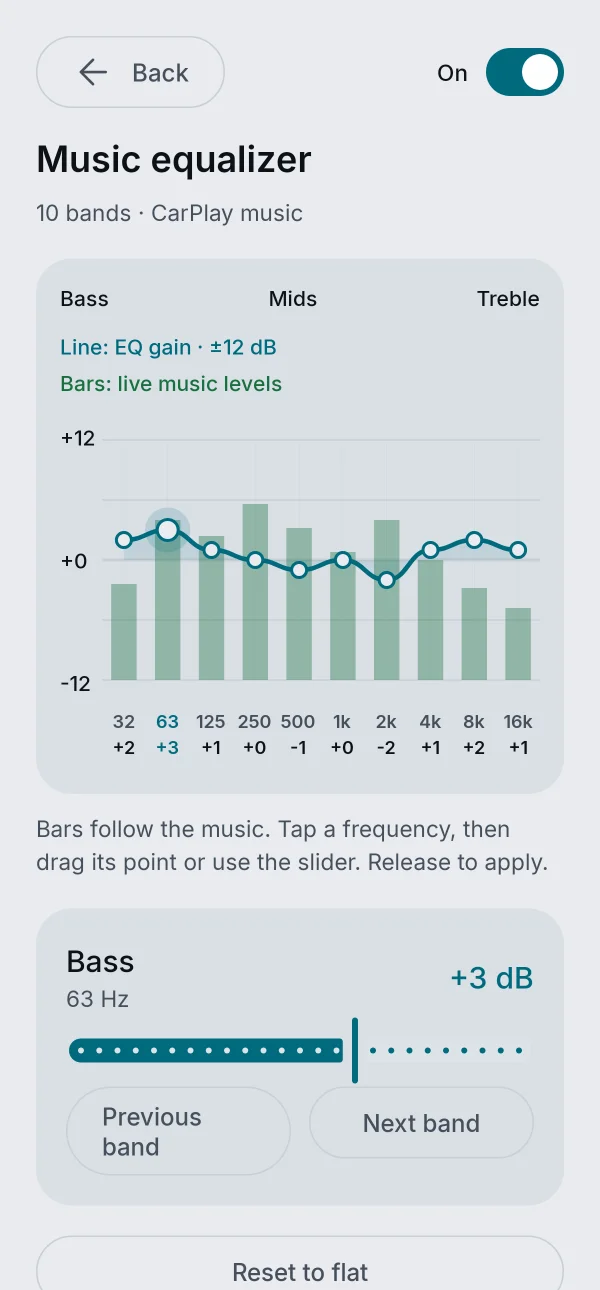 Back
On
Music equalizer
10 bands · CarPlay music
Bass Mids Treble
Line: EQ gain · ±12 dB
Bars: live music levels
+12
+0
-12
32 63 125 250 500 1k 2k 4k 8k 16k
+2 +3 +1 +0 -1 +0 -2 +1 +2 +1
Bars follow the music. Tap a frequency, then
drag its point or use the slider. Release to apply.
Bass
+3 dB
63 Hz
Previous
band
Next band
Reset to flat